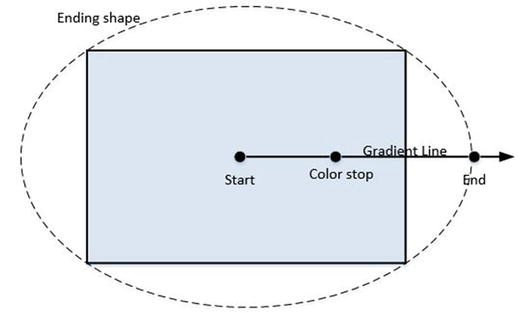 Ending shape
Gradient Line
Start
Color stop
End